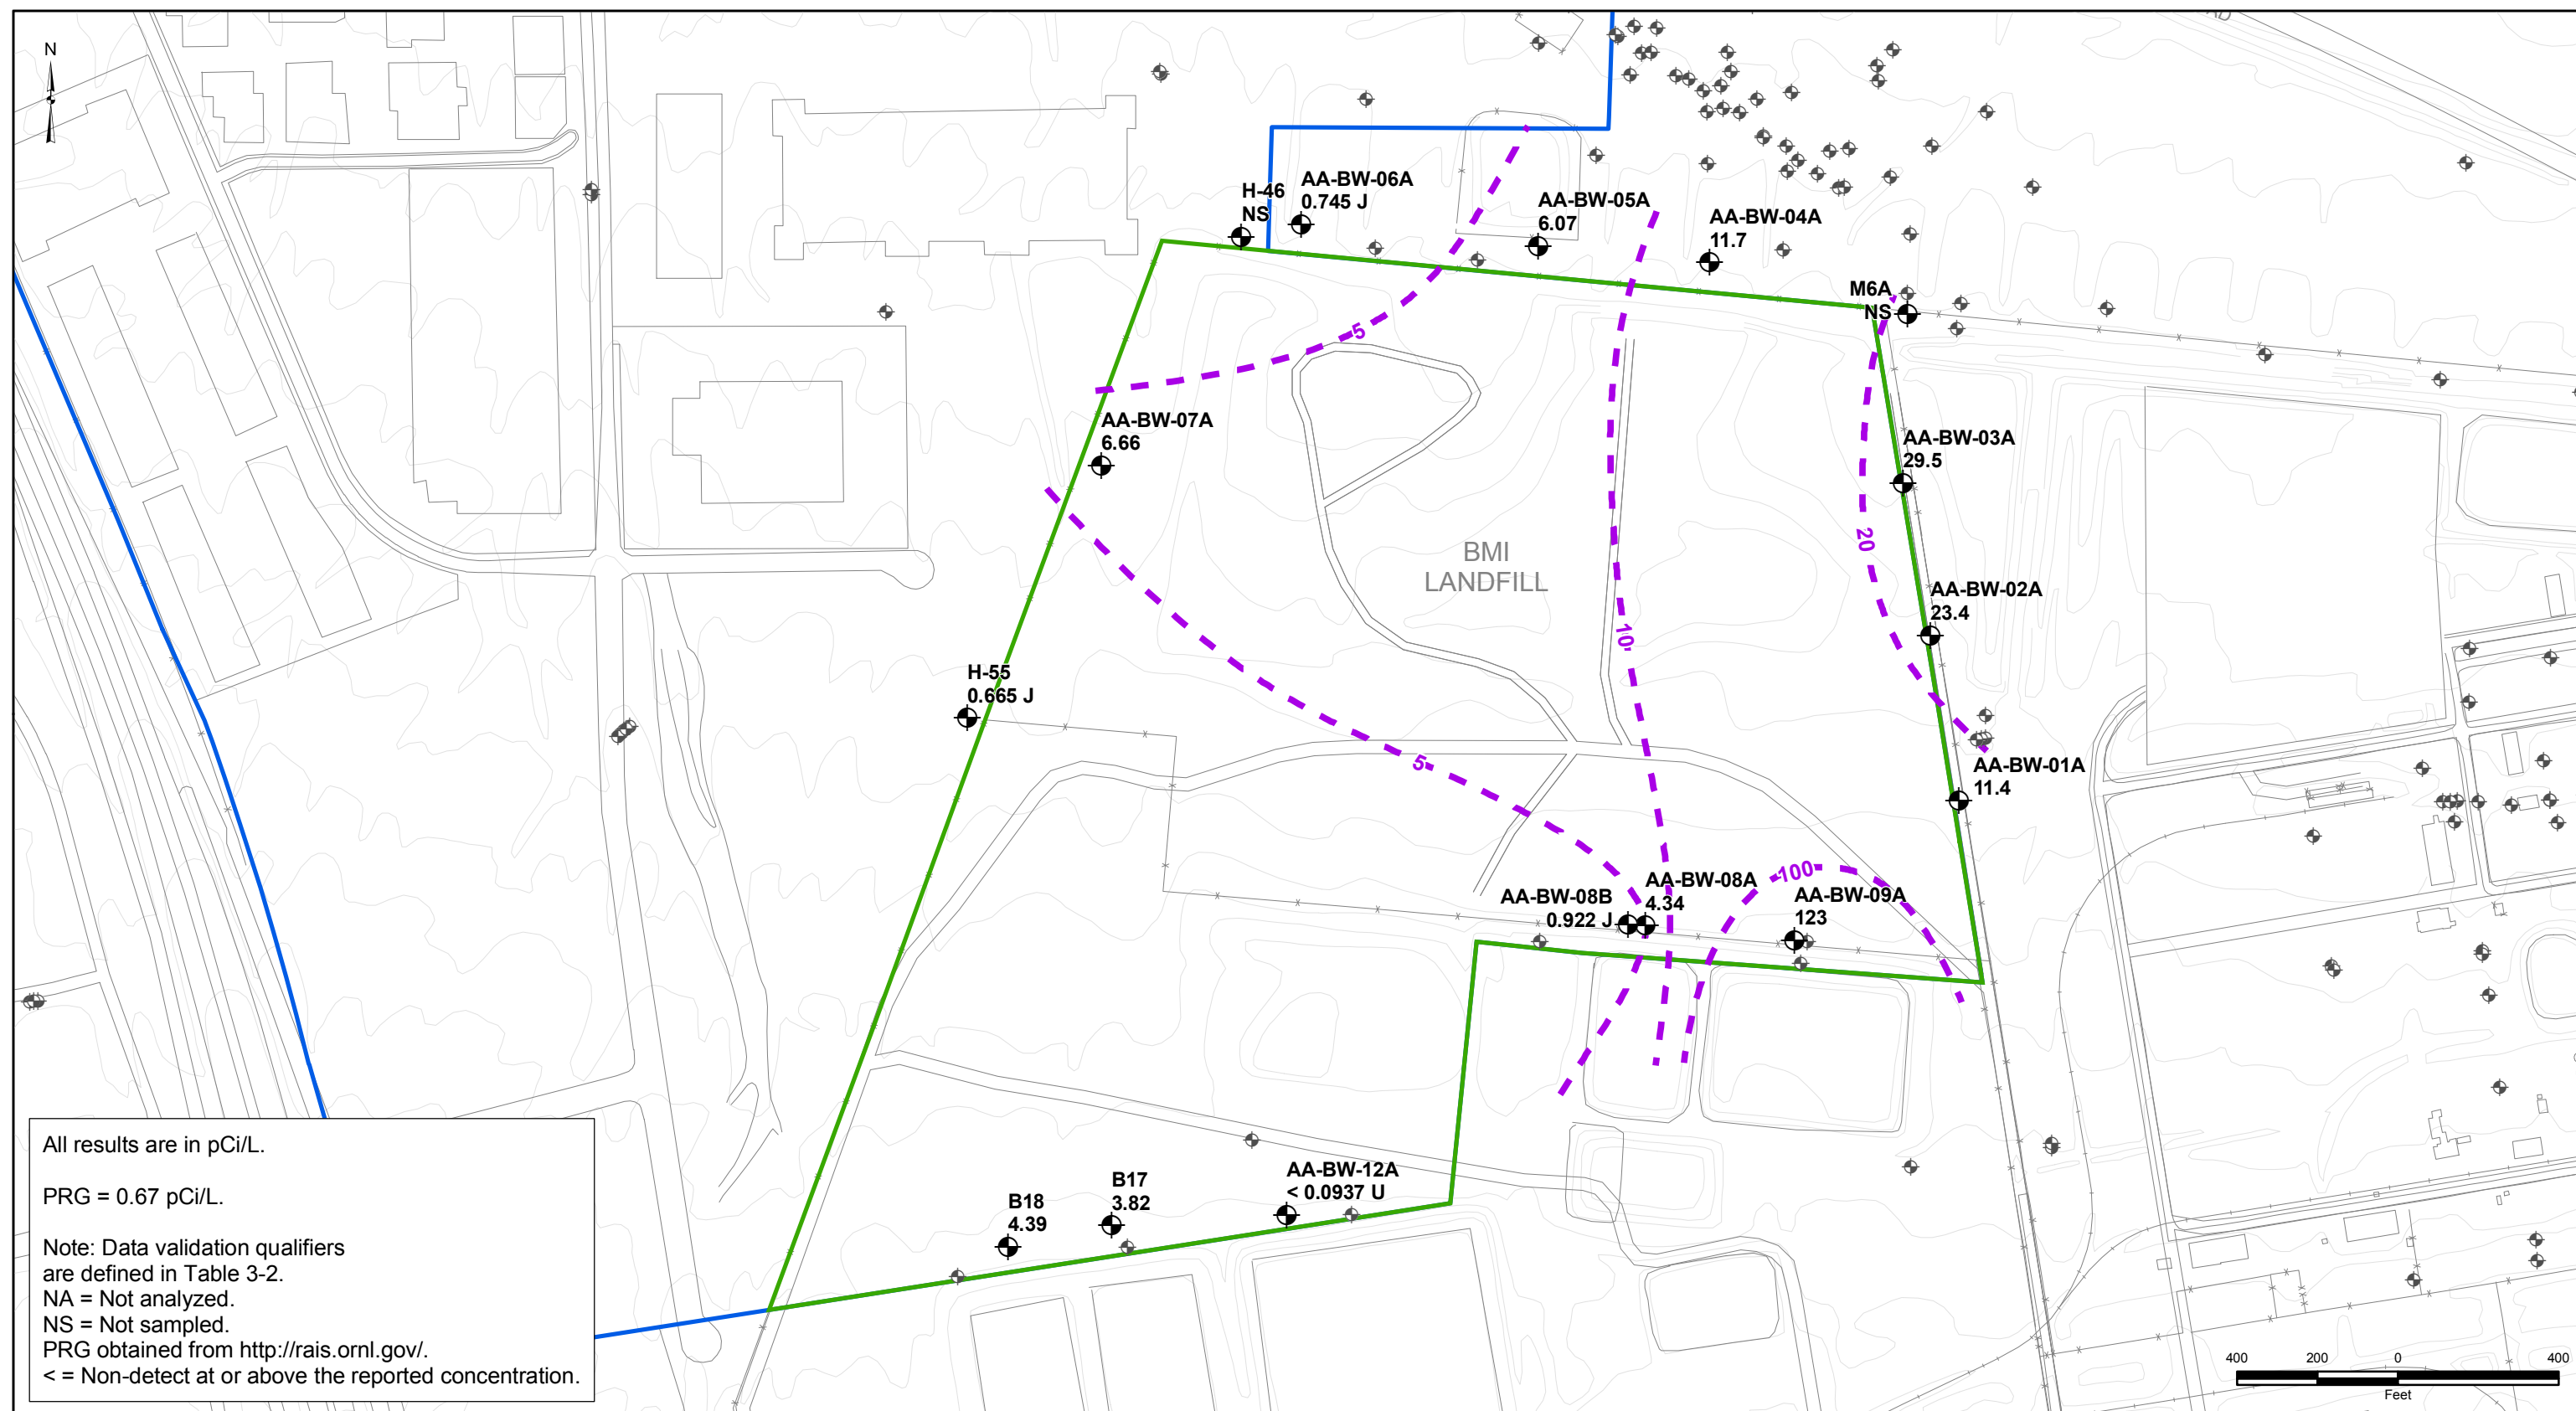 N
H-46
NS
AA-BW-06A
0.745 J
AA-BW-05A
6.07
AA-BW-04A
11.7
M6A
NS
5
AA-BW-07A
6.66
AA-BW-03A
29.5
20
BMI
LANDFILL
AA-BW-02A
23.4
10
H-55
0.665 J
5
AA-BW-01A
11.4
100
AA-BW-08B
0.922 J
AA-BW-08A
4.34
AA-BW-09A
123
B18
4.39
B17
3.82
AA-BW-12A
< 0.0937 U
All results are in pCi/L.
PRG = 0.67 pCi/L.
Note: Data validation qualifiers
are defined in Table 3-2.
NA = Not analyzed.
NS = Not sampled.
PRG obtained from http://rais.ornl.gov/.
< = Non-detect at or above the reported concentration.
400 200 0 400
Feet